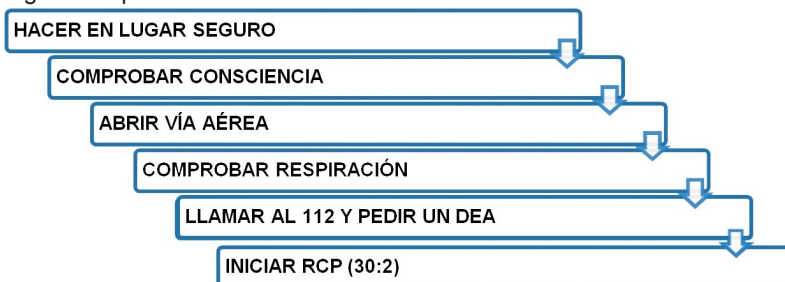 HACER EN LUGAR SEGURO
COMPROBAR CONSCIENCIA
ABRIR VÍA AÉREA
COMPROBAR RESPIRACIÓN
LLAMAR AL 112 Y PEDIR UN DEA
INICIAR RCP (30:2)